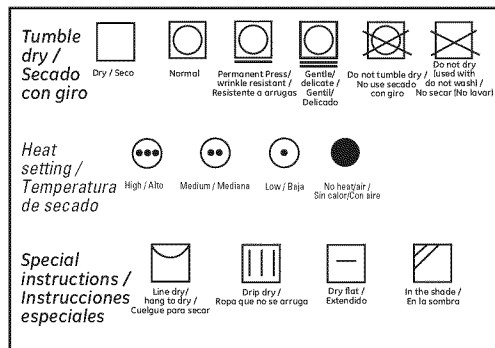 Tumble
dry /
Secado
con giro
Dry / Seco
Normal
Permanent Press/
wrinkle resistant /
Resistente a arrugas
Gentle/
delicate /
Gentil/
Delicado
Do not tumble dry /
No use secado
con giro
Do not dry
(used with
do not wash) /
No secar (No lavar)
Heat
setting /
Temperatura
de secado
High / Alto
Medium / Mediana
Low / Baja
No heat/air /
Sin calor/Con aire
Special
instructions /
Instrucciones
especiales
Line dry/
hang to dry /
Cuelgue para secar
Drip dry /
Ropa que no se arruga
Dry flat /
Extendido
In the shade /
En la sombra